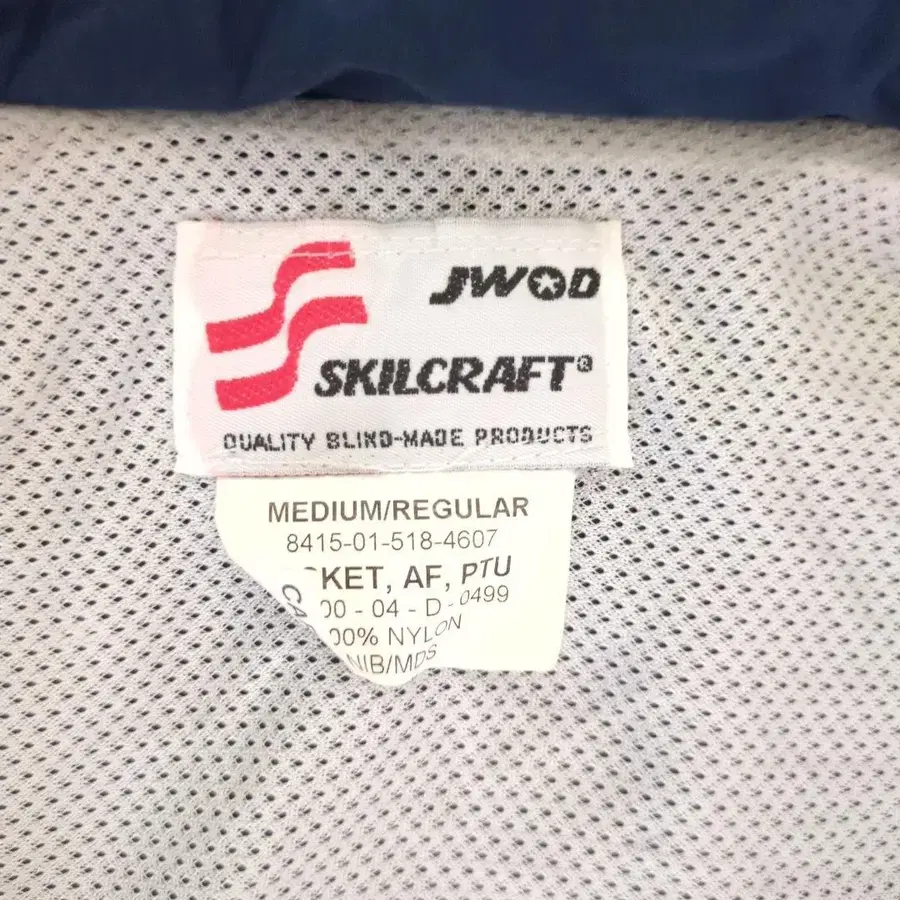 JWOD
SKILCRAFT®
QUALITY BLIND-MADE PRODUCTS
MEDIUM/REGULAR
8415-01-518-4607
KET, AF, PTU
00 - 04 - D - 0499
00% NYLON
NIB/MDS